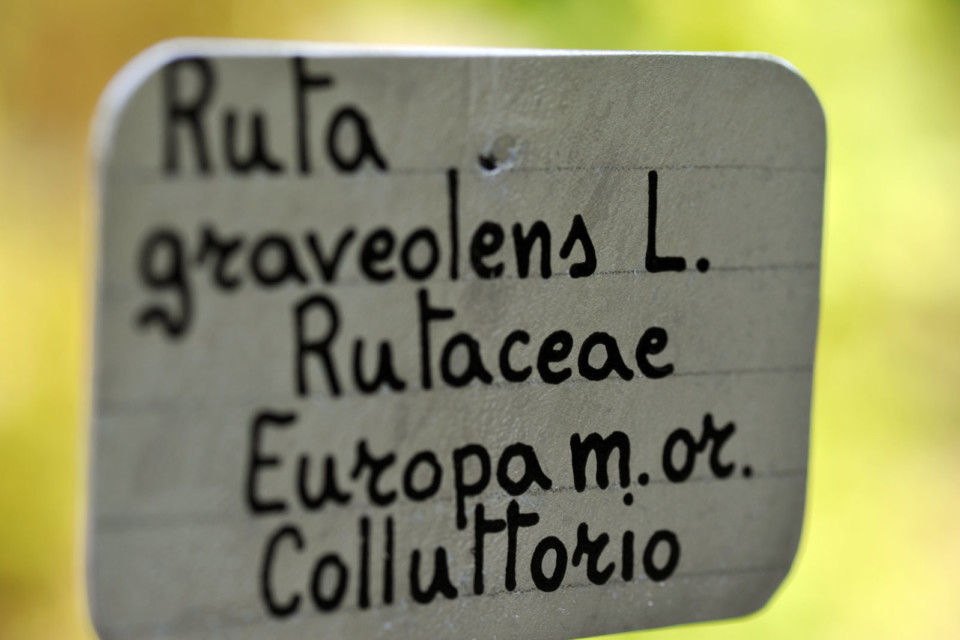 Ruta
graveolens L.
Rutaceae
Europa m. or.
Colluttorio